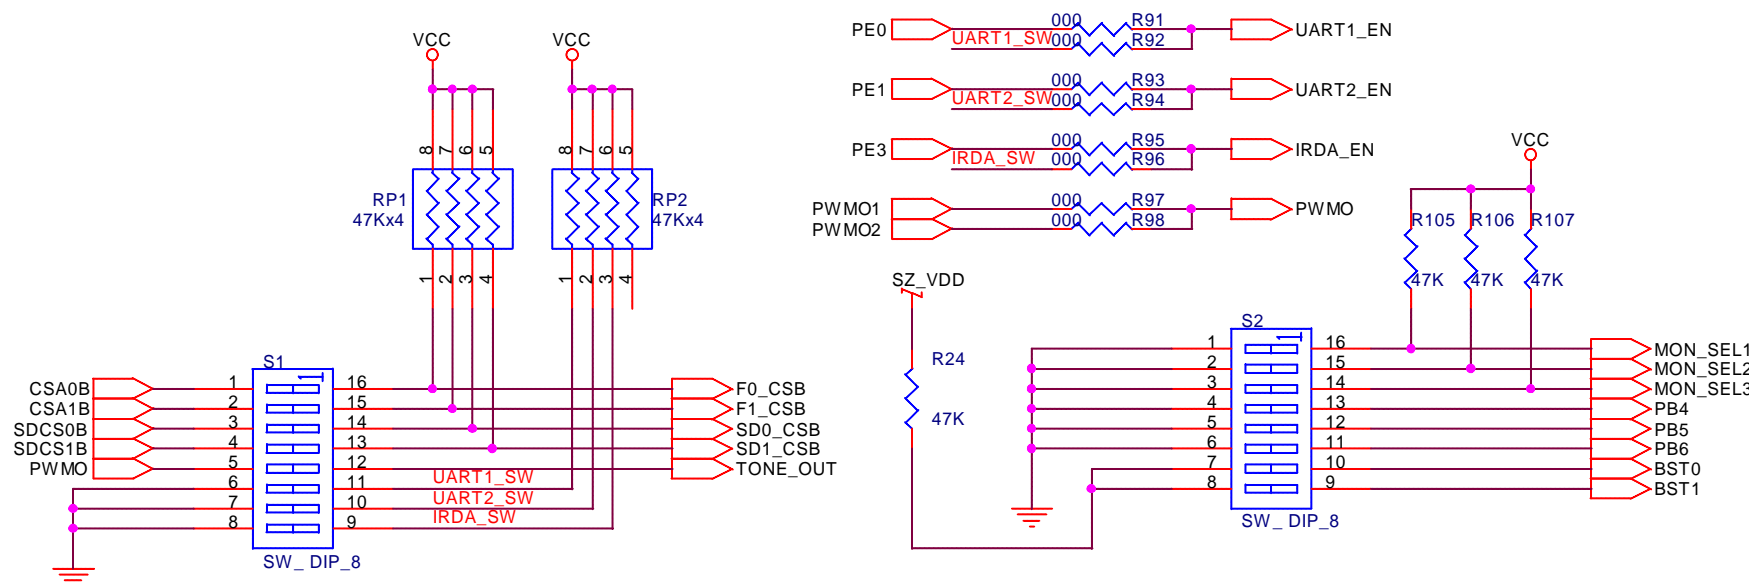 VCC
VCC
8
7
6
5
8
7
6
5
RP1
47Kx4
RP2
47Kx4
1
2
3
4
1
2
3
4
S1
1
CSA0B
1
16
F0_CSB
CSA1B
2
15
F1_CSB
SDCS0B
3
14
SD0_CSB
SDCS1B
4
13
SD1_CSB
PWMO
5
12
TONE_OUT
6
11
UART1_SW
7
10
UART2_SW
8
9
IRDA_SW
SW_ DIP_8
PE0
000
R91
UART1_EN
UART1_SW
000
R92
PE1
000
R93
UART2_EN
UART2_SW
000
R94
PE3
000
R95
IRDA_EN
IRDA_SW
000
R96
PWMO1
000
R97
PWMO
PWMO2
000
R98
VCC
R105
R106
R107
47K
47K
47K
SZ_VDD
R24
47K
S2
1
1
16
MON_SEL1
2
15
MON_SEL2
3
14
MON_SEL3
4
13
PB4
5
12
PB5
6
11
PB6
7
10
BST0
8
9
BST1
SW_ DIP_8